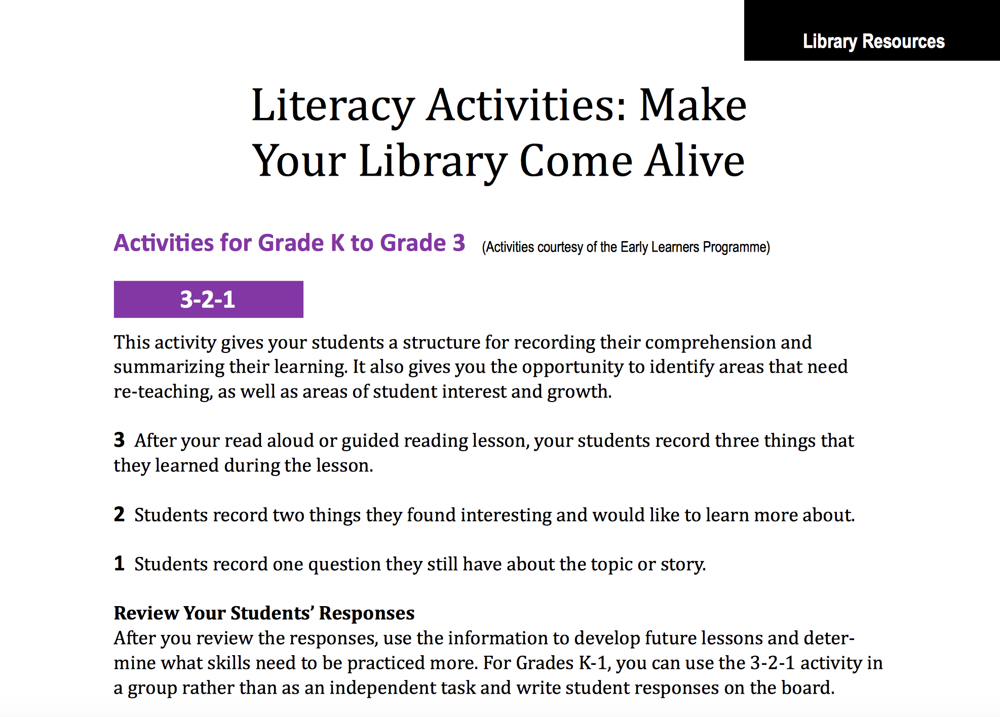 Library Resources
Literacy Activities: Make
Your Library Come Alive
Activities for Grade K to Grade 3 (Activities courtesy of the Early Learners Programme)
3-2-1
This activity gives your students a structure for recording their comprehension and
summarizing their learning. It also gives you the opportunity to identify areas that need
re-teaching, as well as areas of student interest and growth.
3 After your read aloud or guided reading lesson, your students record three things that
they learned during the lesson.
2 Students record two things they found interesting and would like to learn more about.
1 Students record one question they still have about the topic or story.
Review Your Students’ Responses
After you review the responses, use the information to develop future lessons and deter-
mine what skills need to be practiced more. For Grades K-1, you can use the 3-2-1 activity in
a group rather than as an independent task and write student responses on the board.